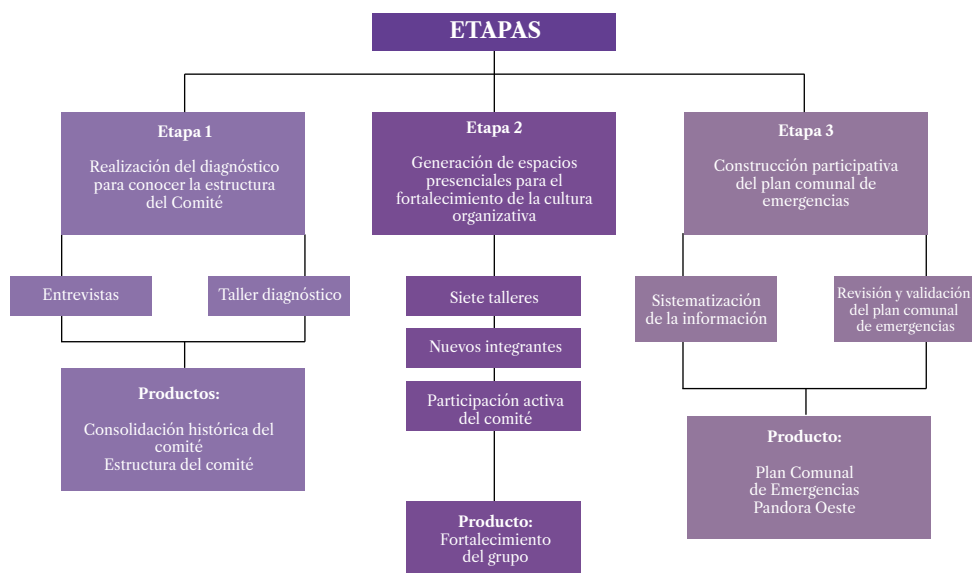 ETAPAS
Etapa 1
Realización del diagnóstico
para conocer la estructura
del Comité
Entrevistas
Taller diagnóstico
Productos:
Consolidación histórica del
comité
Estructura del comité
Etapa 2
Generación de espacios
presenciales para el
fortalecimiento de la cultura
organizativa
Siete talleres
Nuevos integrantes
Participación activa
del comité
Producto:
Fortalecimiento
del grupo
Etapa 3
Construcción participativa
del plan comunal de
emergencias
Sistematización
de la información
Revisión y validación
del plan comunal
de emergencias
Producto:
Plan Comunal
de Emergencias
Pandora Oeste